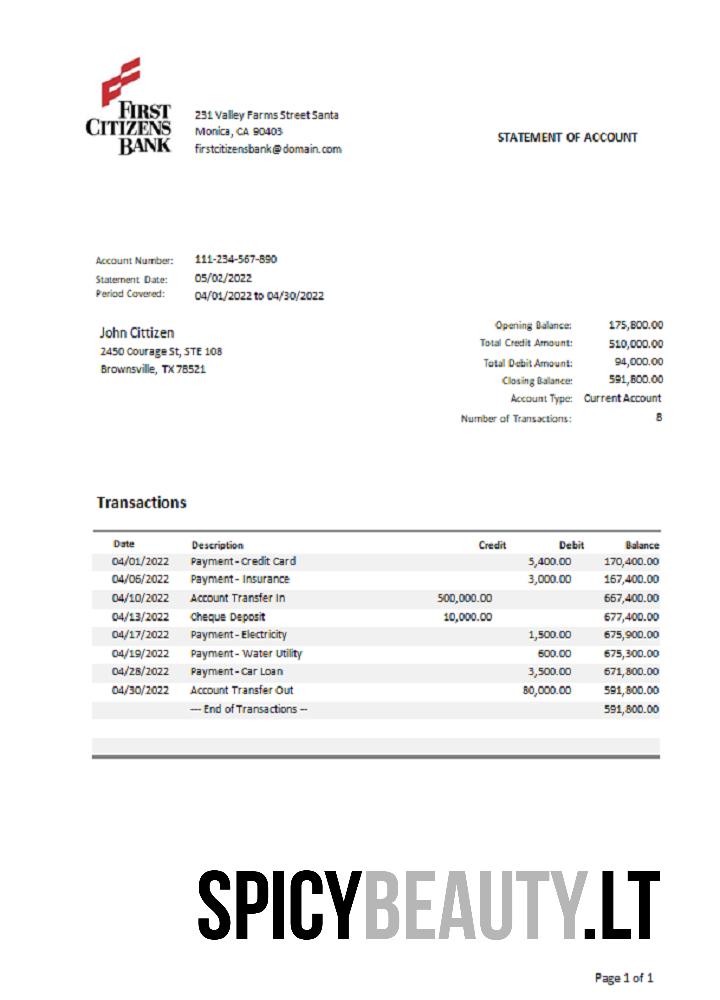 FIRST
CITIZENS
BANK
231 Valley Farms Street Santa
Monica, CA 90403
firstcitizensbank@domain.com
STATEMENT OF ACCOUNT
Account Number: 111-234-567-890
Statement Date: 05/02/2022
Period Covered: 04/01/2022 to 04/30/2022
John Cittizen
2450 Courage St, STE 108
Brownsville, TX 78521
Opening Balance: 175,800.00
Total Credit Amount: 510,000.00
Total Debit Amount: 94,000.00
Closing Balance: 591,800.00
Account Type: Current Account
Number of Transactions: 8
Transactions
Date Description Credit Debit Balance
04/01/2022 Payment - Credit Card 5,400.00 170,400.00
04/06/2022 Payment - Insurance 3,000.00 167,400.00
04/10/2022 Account Transfer In 500,000.00 667,400.00
04/13/2022 Cheque Deposit 10,000.00 677,400.00
04/17/2022 Payment - Electricity 1,500.00 675,900.00
04/19/2022 Payment - Water Utility 600.00 675,300.00
04/28/2022 Payment - Car Loan 3,500.00 671,800.00
04/30/2022 Account Transfer Out 80,000.00 591,800.00
--- End of Transactions -- 591,800.00
SPICYBEAUTY.LT
Page 1 of 1